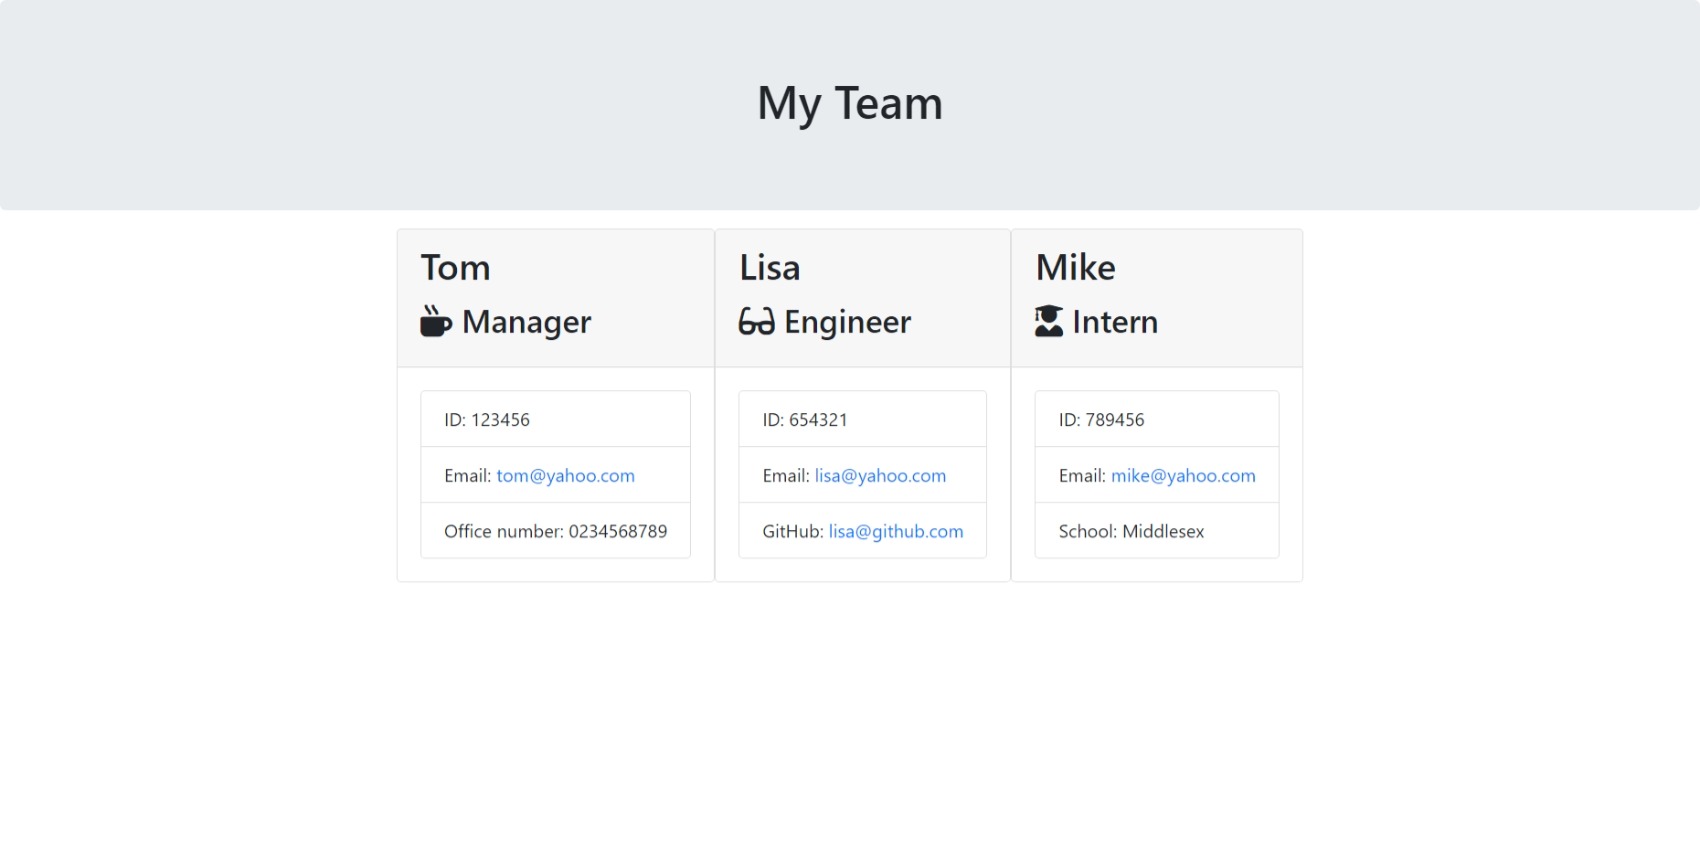 My Team
Tom
Manager
ID: 123456
Email: tom@yahoo.com
Office number: 0234568789
Lisa
Engineer
ID: 654321
Email: lisa@yahoo.com
GitHub: lisa@github.com
Mike
Intern
ID: 789456
Email: mike@yahoo.com
School: Middlesex